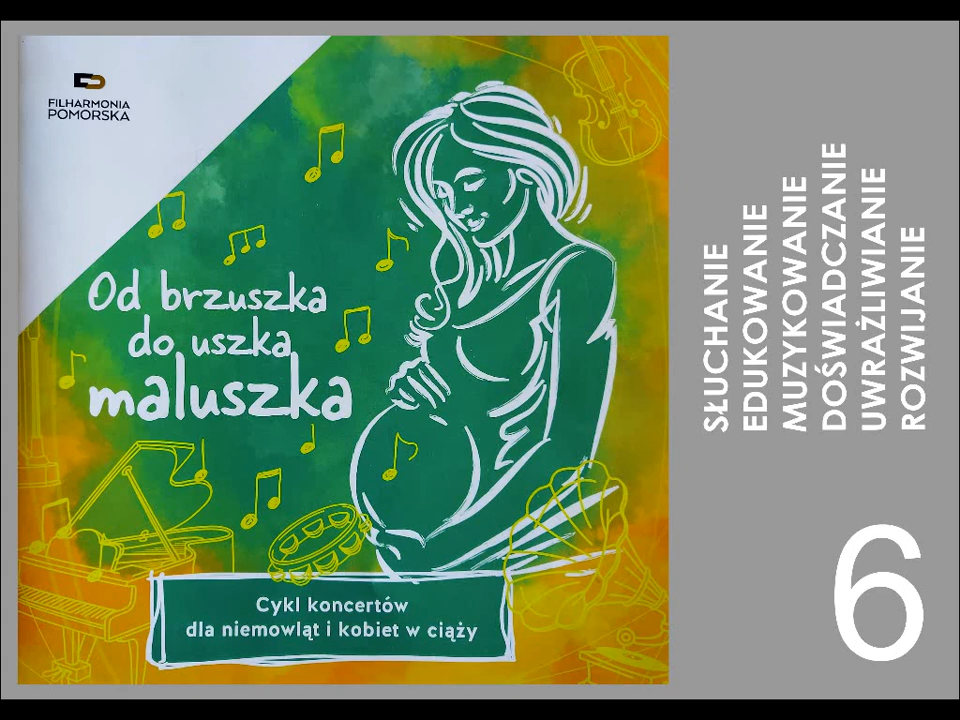 FILHARMONIA
POMORSKA
Od brzuszka
do uszka
maluszka
Cykl koncertów
dla niemowląt i kobiet w ciąży
SŁUCHANIE
EDUKOWANIE
MUZYKOWANIE
DOŚWIADCZANIE
UWRAŻLIWIANIE
ROZWIJANIE
6